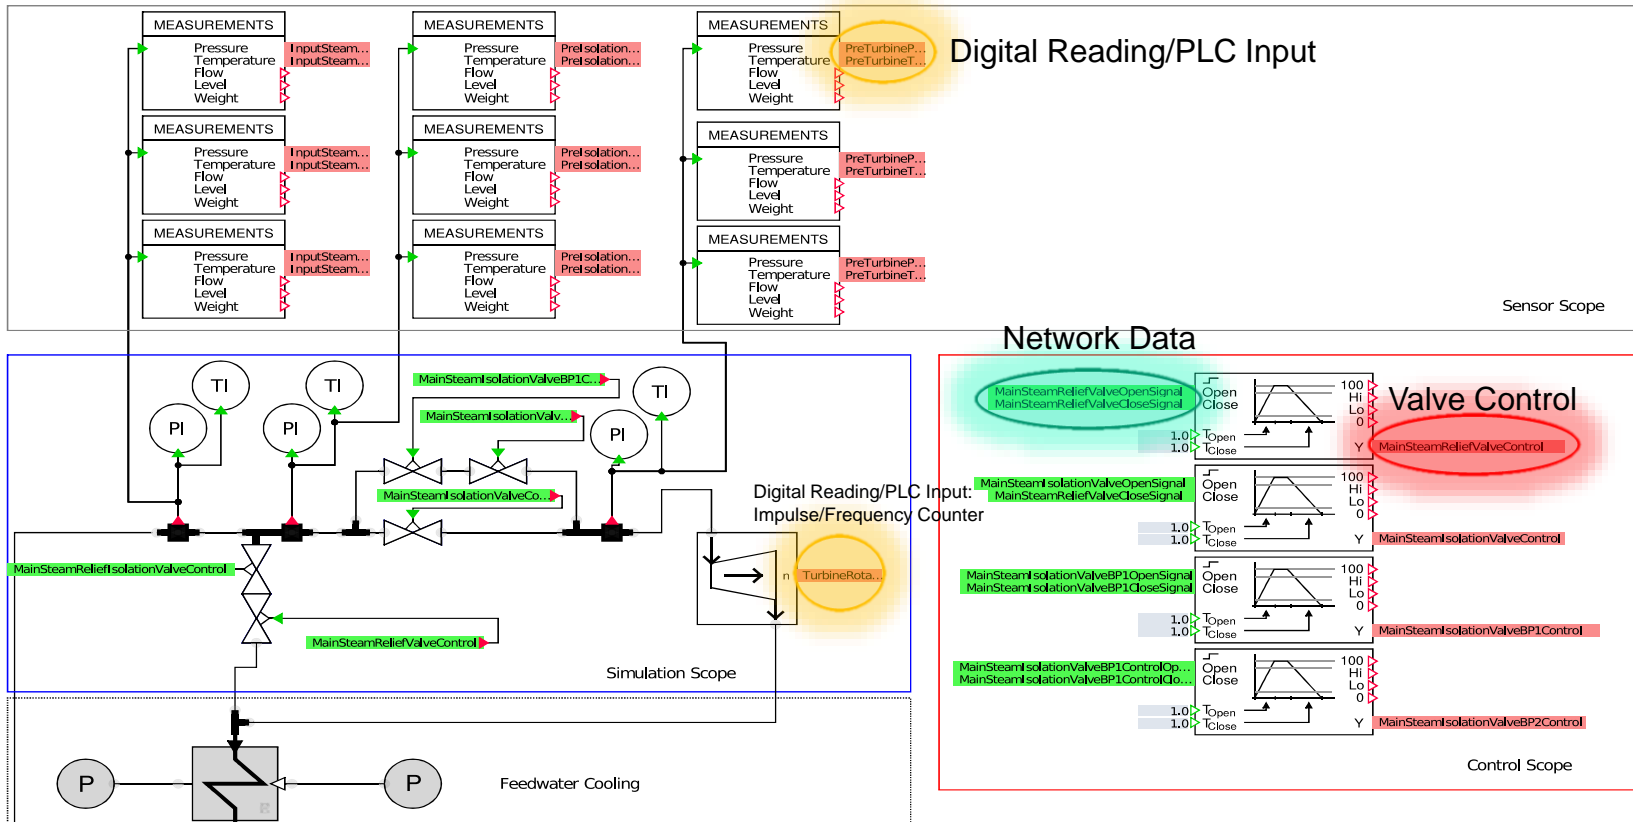 MEASUREMENTS
Pressure InputSteam...
Temperature InputSteam...
Flow
Level
Weight
MEASUREMENTS
Pressure PreIsolation...
Temperature PreIsolation...
Flow
Level
Weight
MEASUREMENTS
Pressure PreTurbineP...
Temperature PreTurbineT...
Flow
Level
Weight
Digital Reading/PLC Input
MEASUREMENTS
Pressure InputSteam...
Temperature InputSteam...
Flow
Level
Weight
MEASUREMENTS
Pressure PreIsolation...
Temperature PreIsolation...
Flow
Level
Weight
MEASUREMENTS
Pressure PreTurbineP...
Temperature PreTurbineT...
Flow
Level
Weight
MEASUREMENTS
Pressure InputSteam...
Temperature InputSteam...
Flow
Level
Weight
MEASUREMENTS
Pressure PreIsolation...
Temperature PreIsolation...
Flow
Level
Weight
MEASUREMENTS
Pressure PreTurbineP...
Temperature PreTurbineT...
Flow
Level
Weight
Sensor Scope
TI
PI
TI
PI
MainSteamIsolationValveBP1C...
MainSteamIsolationValv...
TI
PI
MainSteamIsolationValveCo...
Digital Reading/PLC Input:
Impulse/Frequency Counter
MainSteamReliefIsolationValveControl
n TurbineRota...
MainSteamReliefValveControl
Simulation Scope
P
P
Feedwater Cooling
Network Data
Valve Control
MainSteamReliefValveOpenSignal Open
MainSteamReliefValveCloseSignal Close
100
Hi
Lo
0
1.0 TOpen
1.0 TClose
Y MainSteamReliefValveControl
MainSteamIsolationValveOpenSignal Open
MainSteamReliefValveCloseSignal Close
100
Hi
Lo
0
1.0 TOpen
1.0 TClose
Y MainSteamIsolationValveControl
MainSteamIsolationValveBP1OpenSignal Open
MainSteamIsolationValveBP1CloseSignal Close
100
Hi
Lo
0
1.0 TOpen
1.0 TClose
Y MainSteamIsolationValveBP1Control
MainSteamIsolationValveBP1ControlOp... Open
MainSteamIsolationValveBP1ControlClo... Close
100
Hi
Lo
0
1.0 TOpen
1.0 TClose
Y MainSteamIsolationValveBP2Control
Control Scope